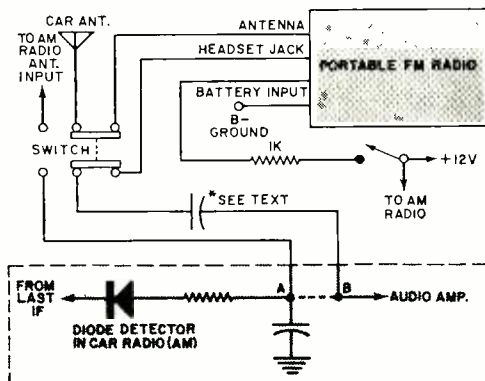 CAR ANT.
TO AM
RADIO
ANT.
INPUT
ANTENNA
HEADSET JACK
PORTABLE FM RADIO
BATTERY INPUT
B-
GROUND
SWITCH
1K
+12V
TO AM
RADIO
*SEE TEXT
A
B
AUDIO AMP.
FROM
LAST
IF
DIODE DETECTOR
IN CAR RADIO (AM)